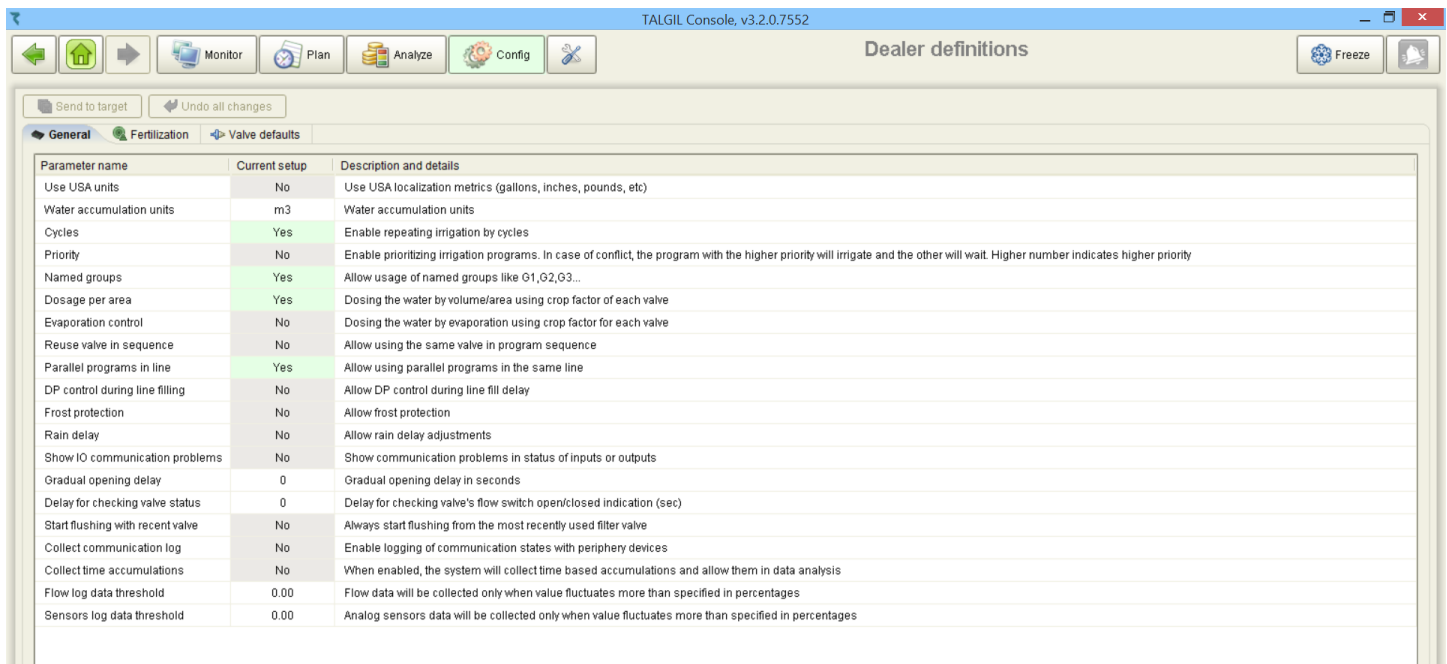 TALGIL Console, v3.2.0.7552
Monitor Plan Analyze Config Dealer definitions Freeze
Send to target Undo all changes
General Fertilization Valve defaults
Parameter name Current setup Description and details
Use USA units No Use USA localization metrics (gallons, inches, pounds, etc)
Water accumulation units m3 Water accumulation units
Cycles Yes Enable repeating irrigation by cycles
Priority No Enable prioritizing irrigation programs. In case of conflict, the program with the higher priority will irrigate and the other will wait. Higher number indicates higher priority
Named groups Yes Allow usage of named groups like G1,G2,G3...
Dosage per area Yes Dosing the water by volume/area using crop factor of each valve
Evaporation control No Dosing the water by evaporation using crop factor for each valve
Reuse valve in sequence No Allow using the same valve in program sequence
Parallel programs in line Yes Allow using parallel programs in the same line
DP control during line filling No Allow DP control during line fill delay
Frost protection No Allow frost protection
Rain delay No Allow rain delay adjustments
Show IO communication problems No Show communication problems in status of inputs or outputs
Gradual opening delay 0 Gradual opening delay in seconds
Delay for checking valve status 0 Delay for checking valve's flow switch open/closed indication (sec)
Start flushing with recent valve No Always start flushing from the most recently used filter valve
Collect communication log No Enable logging of communication states with periphery devices
Collect time accumulations No When enabled, the system will collect time based accumulations and allow them in data analysis
Flow log data threshold 0.00 Flow data will be collected only when value fluctuates more than specified in percentages
Sensors log data threshold 0.00 Analog sensors data will be collected only when value fluctuates more than specified in percentages